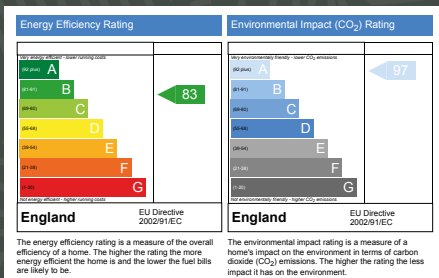 Energy Efficiency Rating
Very energy efficient - lower running costs
(92 plus) A
(81-91) B
(69-80) C
(55-68) D
(39-54) E
(21-38) F
(1-20) G
Not energy efficient - higher running costs
83
England
EU Directive
2002/91/EC
The energy efficiency rating is a measure of the overall
efficiency of a home. The higher the rating the more
energy efficient the home is and the lower the fuel bills
are likely to be.
Environmental Impact (CO2) Rating
Very environmentally friendly - lower CO2 emissions
(92 plus) A
(81-91) B
(69-80) C
(55-68) D
(39-54) E
(21-38) F
(1-20) G
Not environmentally friendly - higher CO2 emissions
97
England
EU Directive
2002/91/EC
The environmental impact rating is a measure of a
home's impact on the environment in terms of carbon
dioxide (CO2) emissions. The higher the rating the less
impact it has on the environment.